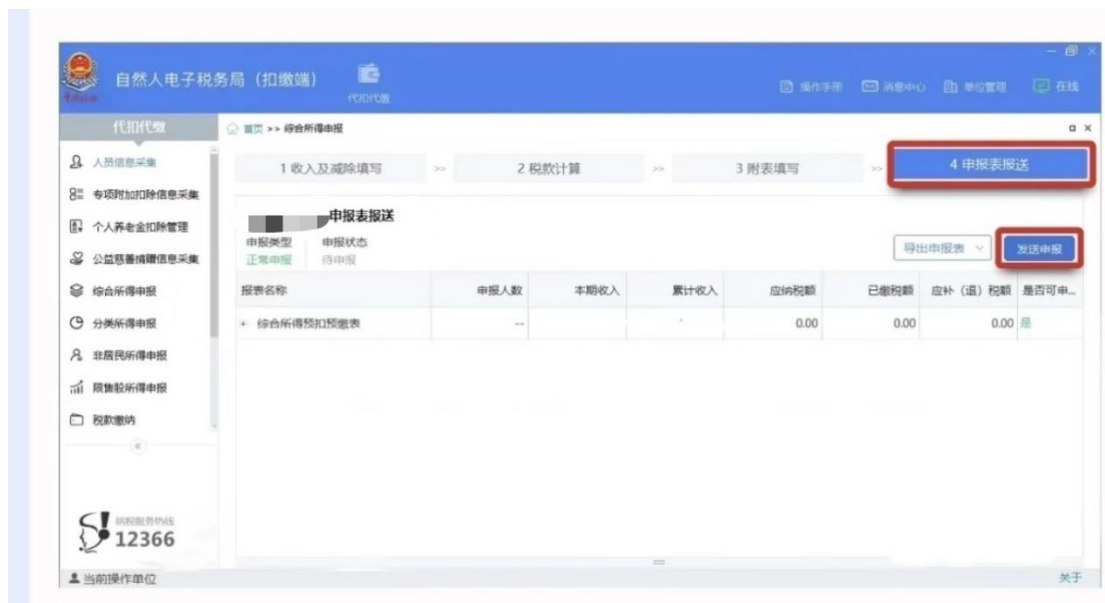 自然人电子税务局（扣缴端）
代扣代缴
操作手册
消息中心
单位管理
在线
代扣代缴
首页 >> 综合所得申报
人员信息采集
专项附加扣除信息采集
个人养老金扣除管理
公益慈善捐赠信息采集
综合所得申报
分类所得申报
非居民所得申报
限售股所得申报
税款缴纳
1 收入及减除填写 >> 2 税款计算 >> 3 附表填写 >> 4 申报表报送
申报表报送
申报类型 申报状态
正常申报 待申报
导出申报表
发送申报
报表名称 申报人数 本期收入 累计收入 应纳税额 已缴税额 应补（退）税额 是否可申...
+ 综合所得预扣预缴表 -- 0.00 0.00 0.00 是
纳税服务热线
12366
当前操作单位
关于